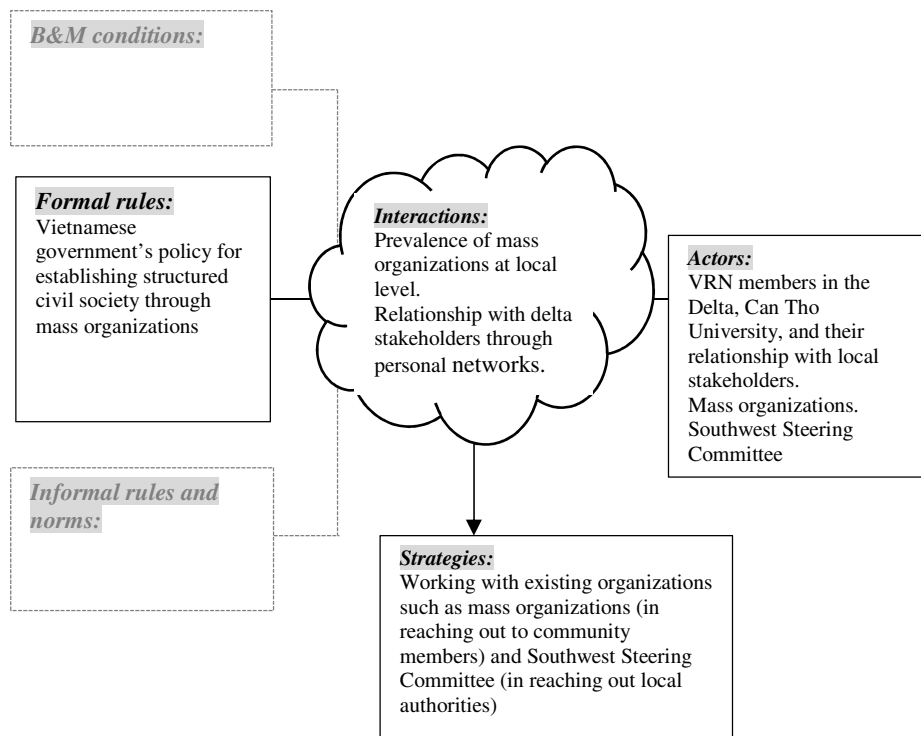 B&M conditions:
Formal rules:
Vietnamese
government's policy for
establishing structured
civil society through
mass organizations
Informal rules and
norms:
Interactions:
Prevalence of mass
organizations at local
level.
Relationship with delta
stakeholders through
personal networks.
Actors:
VRN members in the
Delta, Can Tho
University, and their
relationship with local
stakeholders.
Mass organizations.
Southwest Steering
Committee
Strategies:
Working with existing organizations
such as mass organizations (in
reaching out to community
members) and Southwest Steering
Committee (in reaching out local
authorities)